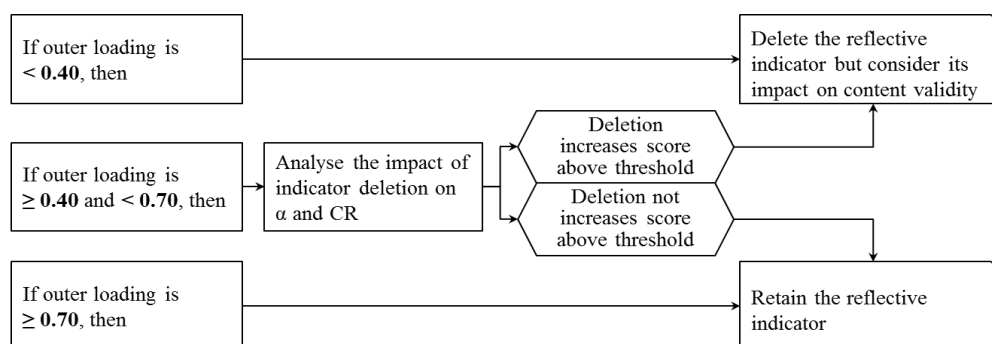 If outer loading is
< 0.40, then
Delete the reflective
indicator but consider its
impact on content validity
If outer loading is
≥ 0.40 and < 0.70, then
Analyse the impact of
indicator deletion on
α and CR
Deletion
increases score
above threshold
Deletion not
increases score
above threshold
If outer loading is
≥ 0.70, then
Retain the reflective
indicator